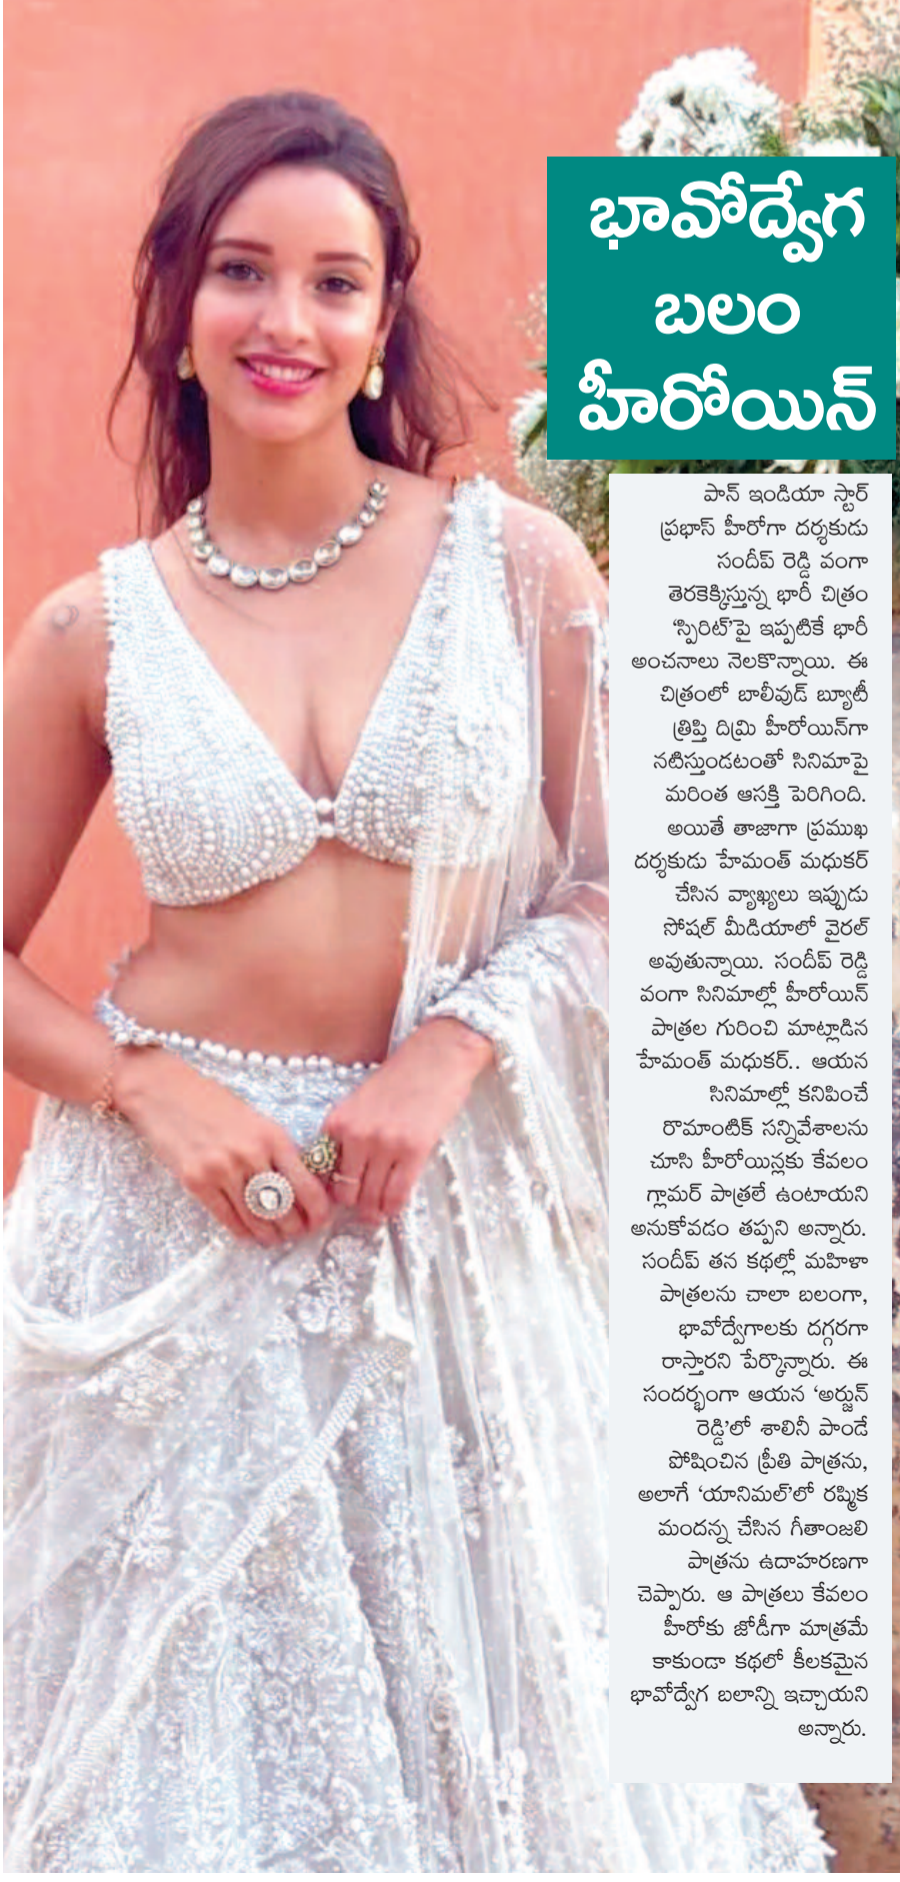 భావోద్వేగ
బలం
హీరోయిన్
పాన్ ఇండియా స్టార్
ప్రభాస్ హీరోగా దర్శకుడు
సందీప్ రెడ్డి వంగా
తెరకెక్కిస్తున్న భారీ చిత్రం
‘స్పిరిట్’పై ఇప్పటికే భారీ
అంచనాలు నెలకొన్నాయి. ఈ
చిత్రంలో బాలీవుడ్ బ్యూటీ
త్రిప్తి దిమ్రి హీరోయిన్‌గా
నటిస్తుండటంతో సినిమాపై
మరింత ఆసక్తి పెరిగింది.
అయితే తాజాగా ప్రముఖ
దర్శకుడు హేమంత్ మధుకర్
చేసిన వ్యాఖ్యలు ఇప్పుడు
సోషల్ మీడియాలో వైరల్
అవుతున్నాయి. సందీప్ రెడ్డి
వంగా సినిమాల్లో హీరోయిన్
పాత్రల గురించి మాట్లాడిన
హేమంత్ మధుకర్.. ఆయన
సినిమాల్లో కనిపించే
రొమాంటిక్ సన్నివేశాలను
చూసి హీరోయిన్లకు కేవలం
గ్లామర్ పాత్రలే ఉంటాయని
అనుకోవడం తప్పని అన్నారు.
సందీప్ తన కథల్లో మహిళా
పాత్రలను చాలా బలంగా,
భావోద్వేగాలకు దగ్గరగా
రాస్తారని పేర్కొన్నారు. ఈ
సందర్భంగా ఆయన ‘అర్జున్
రెడ్డి’లో శాలినీ పాండే
పోషించిన ప్రీతి పాత్రను,
అలాగే ‘యానిమల్’లో రష్మిక
మందన్న చేసిన గీతాంజలి
పాత్రను ఉదాహరణగా
చెప్పారు. ఆ పాత్రలు కేవలం
హీరోకు జోడీగా మాత్రమే
కాకుండా కథలో కీలకమైన
భావోద్వేగ బలాన్ని ఇచ్చాయని
అన్నారు.